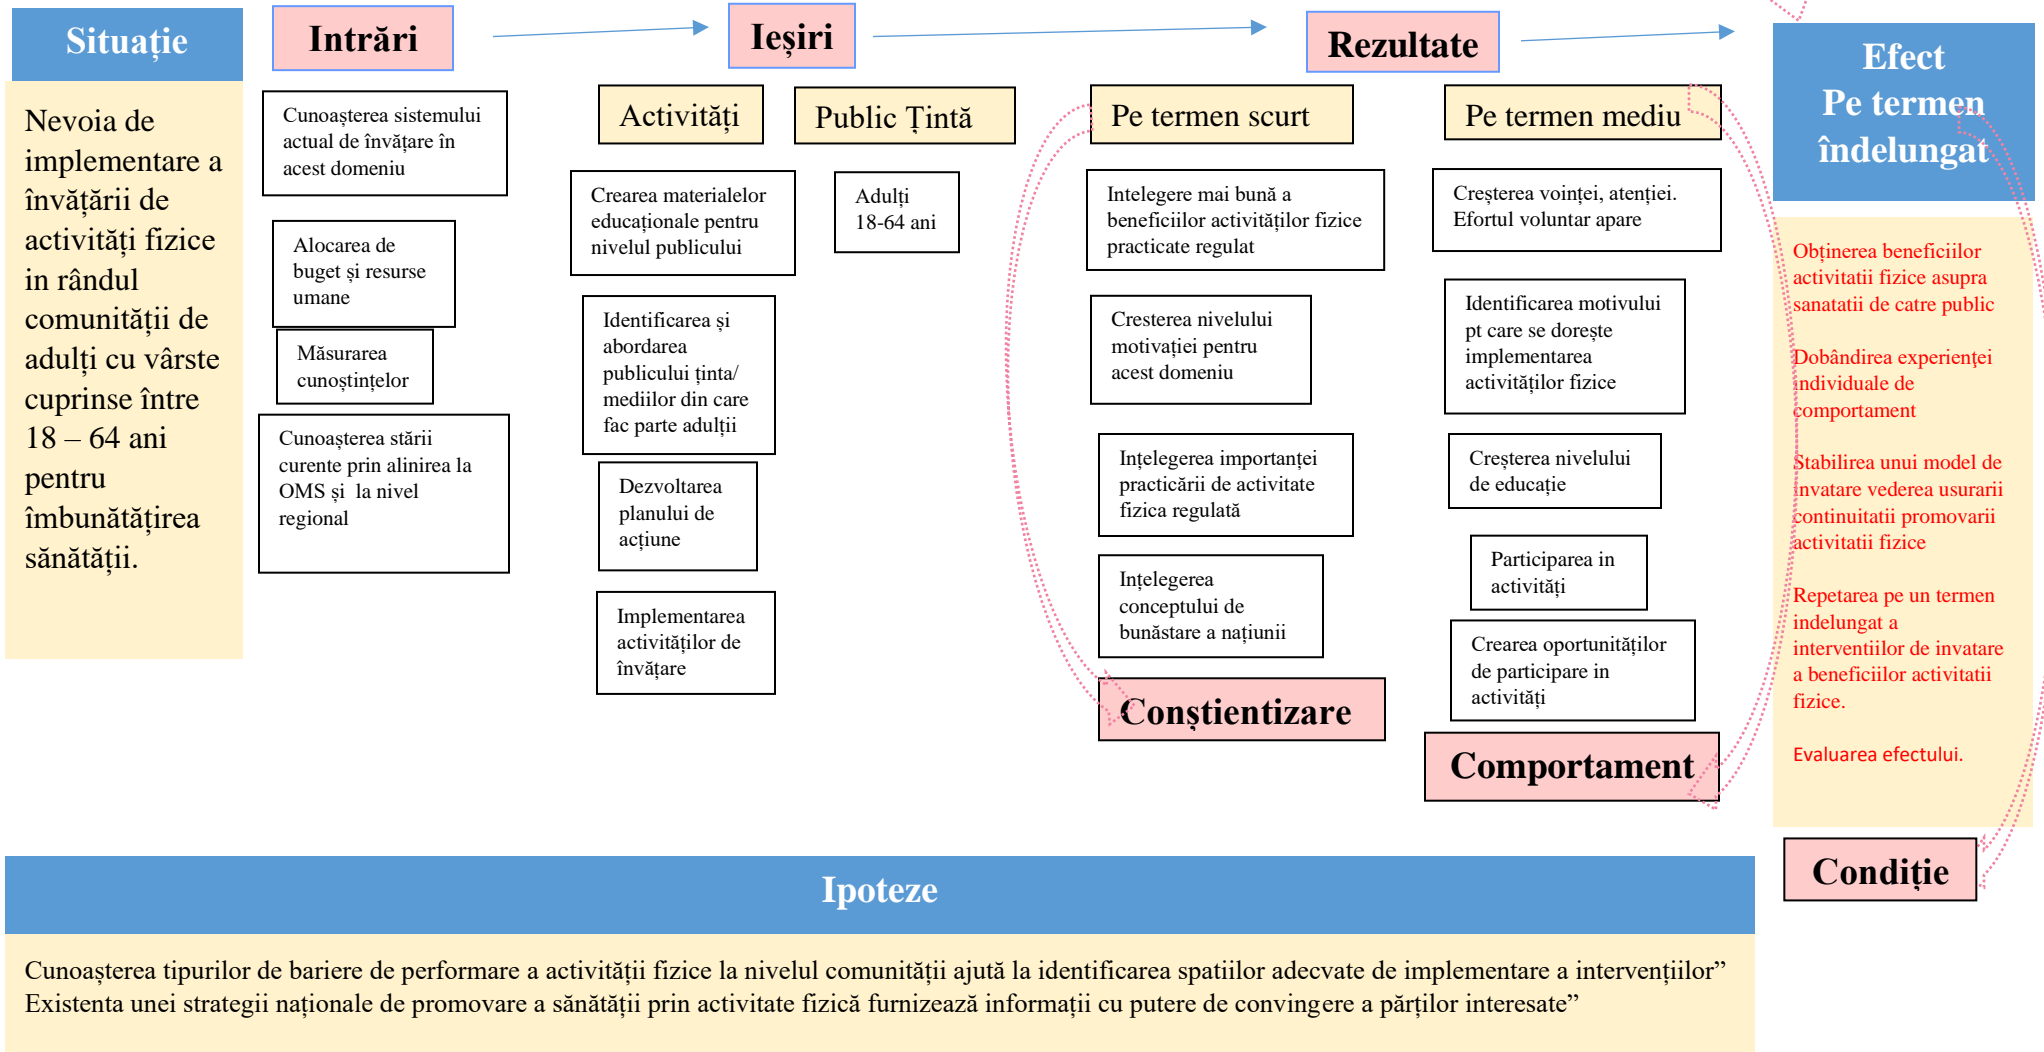 Situație
Nevoia de
implementare a
învățării de
activități fizice
in rândul
comunității de
adulți cu vârste
cuprinse între
18 – 64 ani
pentru
îmbunătățirea
sănătății.
Intrări
Cunoașterea sistemului
actual de învățare în
acest domeniu
Alocarea de
buget și resurse
umane
Măsurarea
cunoștințelor
Cunoașterea stării
curente prin alinirea la
OMS și la nivel
regional
Ieșiri
Activități
Crearea materialelor
educaționale pentru
nivelul publicului
Identificarea și
abordarea
publicului ținta/
mediilor din care
fac parte adulții
Dezvoltarea
planului de
acțiune
Implementarea
activităților de
învățare
Public Țintă
Adulți
18-64 ani
Rezultate
Pe termen scurt
Intelegere mai bună a
beneficiilor activităților fizice
practicate regulat
Cresterea nivelului
motivației pentru
acest domeniu
Ințelegerea importanței
practicării de activitate
fizica regulată
Ințelegerea
conceptului de
bunăstare a națiunii
Conștientizare
Pe termen mediu
Creșterea voinței, atenției.
Efortul voluntar apare
Identificarea motivului
pt care se dorește
implementarea
activităților fizice
Creșterea nivelului
de educație
Participarea in
activități
Crearea oportunităților
de participare in
activități
Comportament
Efect
Pe termen
îndelungat
Obținerea beneficiilor
activitatii fizice asupra
sanatatii de catre public
Dobândirea experienței
individuale de
comportament
Stabilirea unui model de
invatare vederea usurarii
continuitatii promovarii
activitatii fizice
Repetarea pe un termen
indelungat a
interventiilor de invatare
a beneficiilor activitatii
fizice.
Evaluarea efectului.
Condiție
Ipoteze
Cunoașterea tipurilor de bariere de performare a activității fizice la nivelul comunității ajută la identificarea spatiilor adecvate de implementare a intervențiilor”
Existenta unei strategii naționale de promovare a sănătății prin activitate fizică furnizează informații cu putere de convingere a părților interesate”